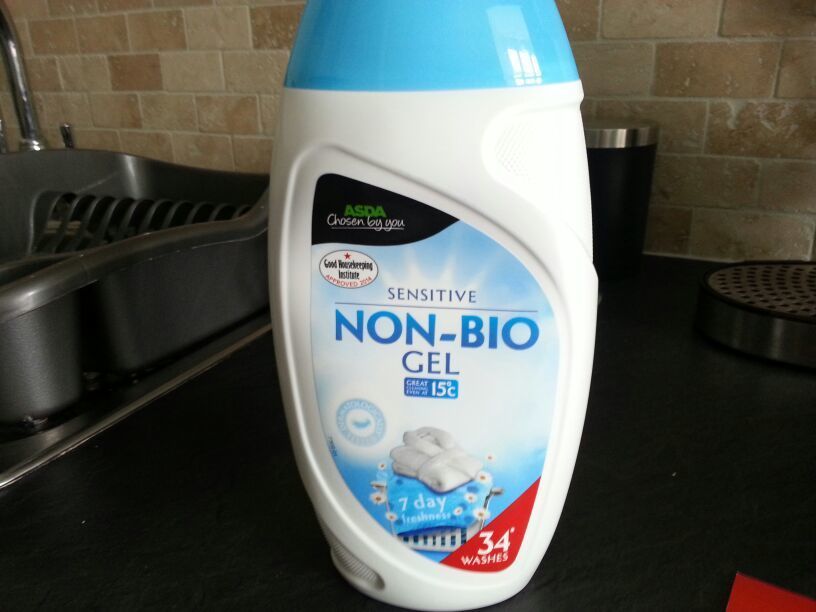 ASDA
Chosen by you
Good Housekeeping
Institute
APPROVED 2014
SENSITIVE
NON-BIO
GEL
GREAT
CLEANING
EVEN AT
15°C
7 day
freshness
34*
WASHES